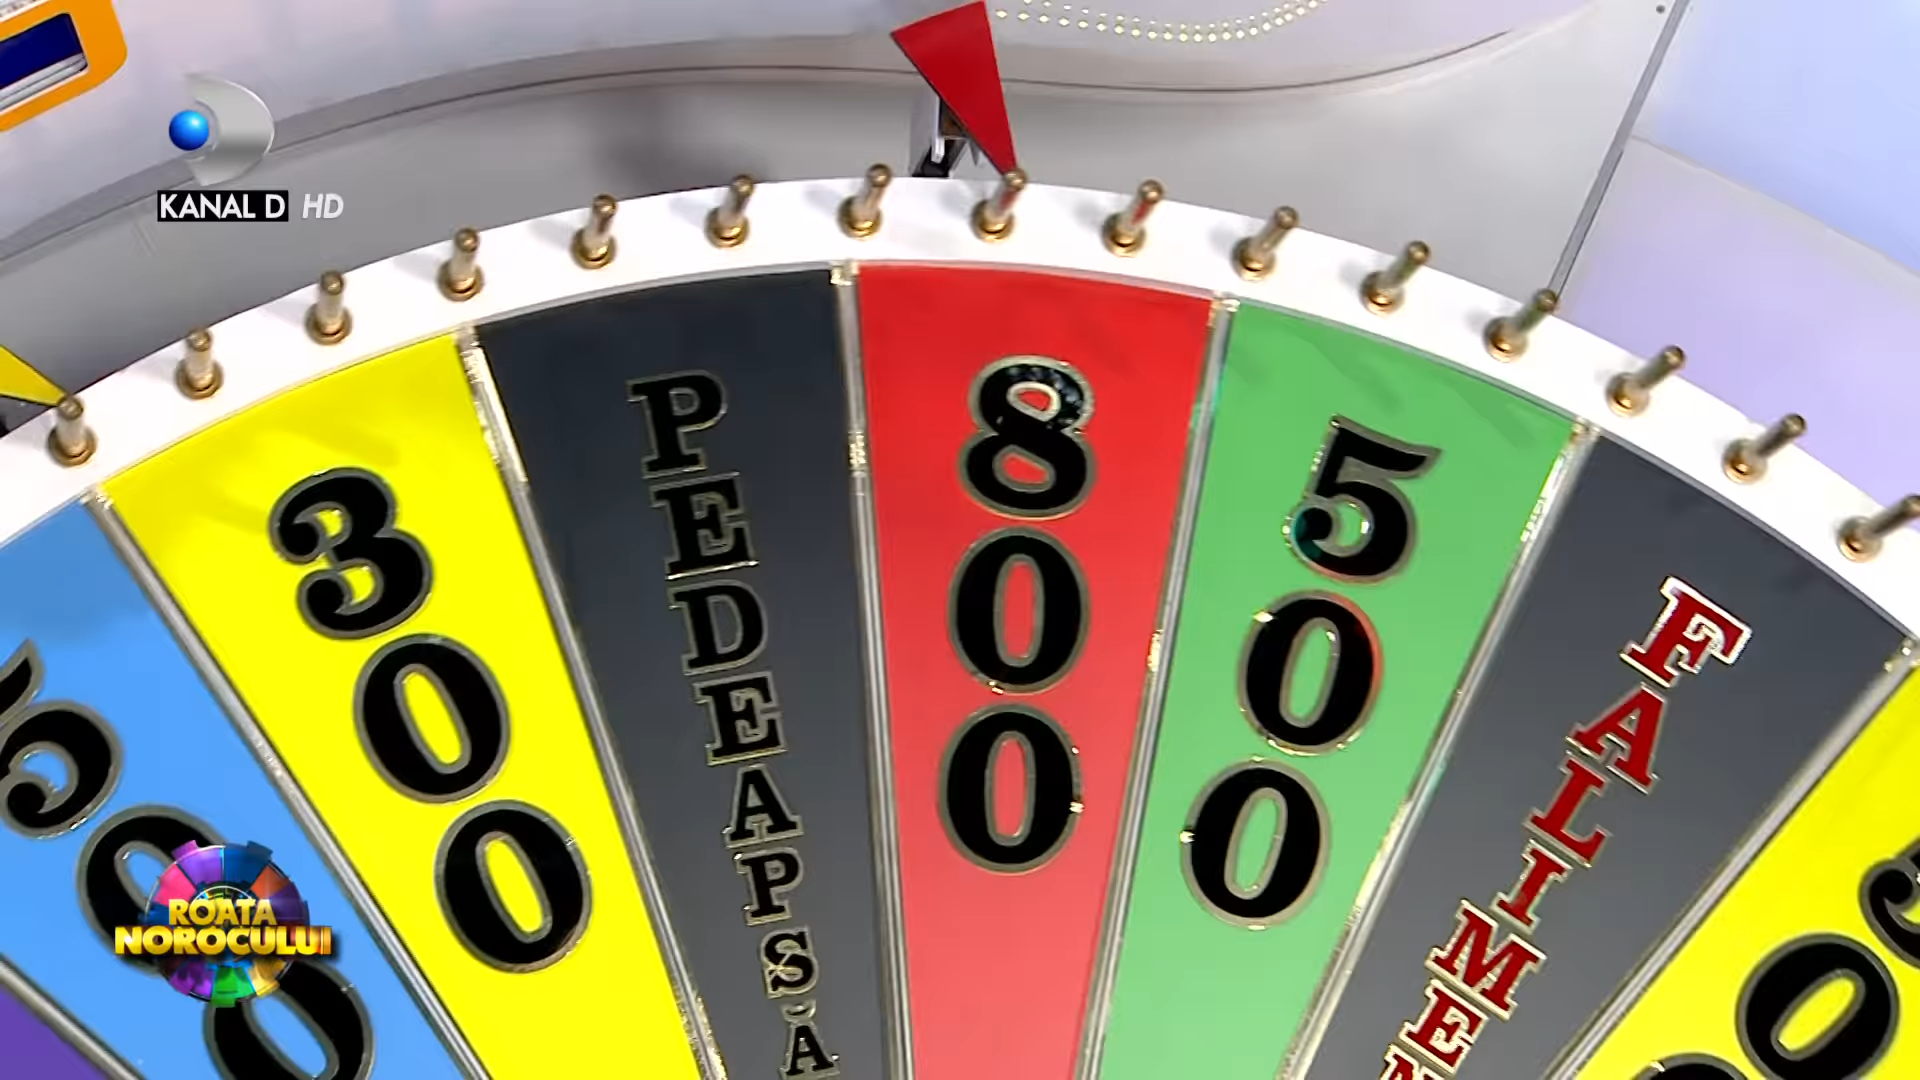 KANAL D HD
300
PEDEAPSĂ
800
500
FALIMEN
ROATA
NOROCULUI